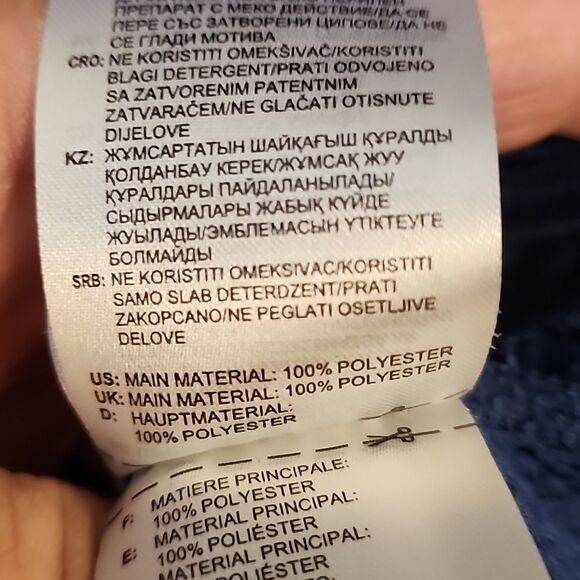 ПРЕПАРАТ С МЕКО ДЕЙСТВИЕ/ДА СЕ
ПЕРЕ СЪС ЗАТВОРЕНИ ЦИПОВЕ/ДА НЕ
СЕ ГЛАДИ МОТИВА
CRO: NE KORISTITI OMEKŠIVAČ/KORISTITI
BLAGI DETERGENT/PRATI ODVOJENO
SA ZATVORENIM PATENTNIM
ZATVARAČEM/NE GLAČATI OTISNUTE
DIJELOVE
KZ: ЖҰМСАРТАТЫН ШАЙҚАҒЫШ ҚҰРАЛДЫ
ҚОЛДАНБАУ КЕРЕК/ЖҰМСАҚ ЖУУ
ҚҰРАЛДАРЫ ПАЙДАЛАНЫЛАДЫ/
СЫДЫРМАЛАРЫ ЖАБЫҚ КҮЙДЕ
ЖУЫЛАДЫ/ЭМБЛЕМАСЫН ҮТІКТЕУГЕ
БОЛМАЙДЫ
SRB: NE KORISTITI OMEKSIVAC/KORISTITI
SAMO SLAB DETERDZENT/PRATI
ZAKOPCANO/NE PEGLATI OSETLJIVE
DELOVE
US: MAIN MATERIAL: 100% POLYESTER
UK: MAIN MATERIAL: 100% POLYESTER
D: HAUPTMATERIAL:
100% POLYESTER
F: MATIERE PRINCIPALE:
100% POLYESTER
E: MATERIAL PRINCIPAL:
100% POLIÉSTER
MATERIAL PRINCIPAL:
POLIÉSTER